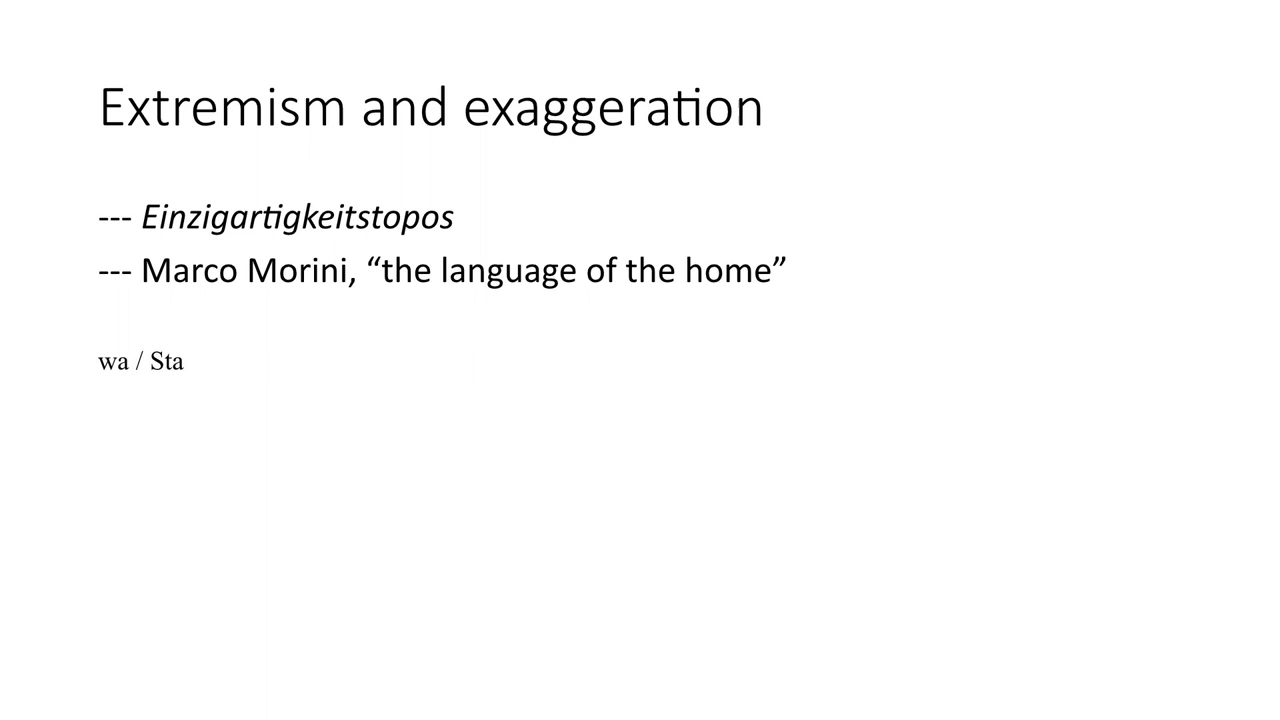 Extremism and exaggeration
--- Einzigartigkeitstopos
--- Marco Morini, “the language of the home”
wa / Sta